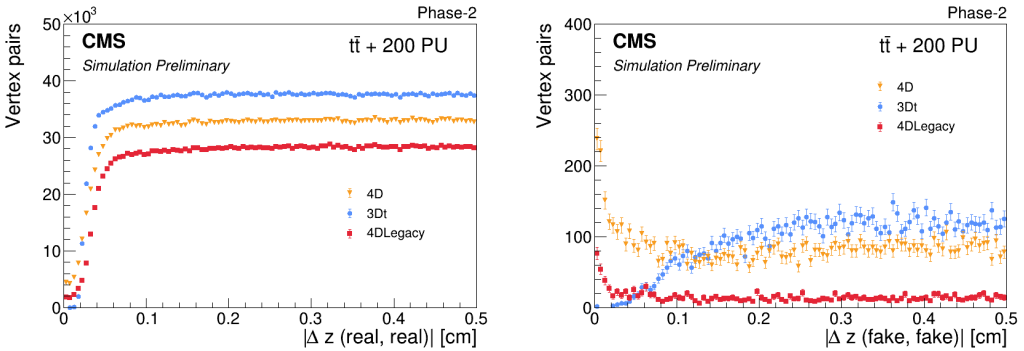 ×10³
Phase-2
50
40
30
20
10
0
Vertex pairs
CMS
Simulation Preliminary
tt̄ + 200 PU
4D
3Dt
4DLegacy
0 0.1 0.2 0.3 0.4 0.5
|Δ z (real, real)| [cm]
Phase-2
400
300
200
100
0
Vertex pairs
CMS
Simulation Preliminary
tt̄ + 200 PU
4D
3Dt
4DLegacy
0 0.1 0.2 0.3 0.4 0.5
|Δ z (fake, fake)| [cm]